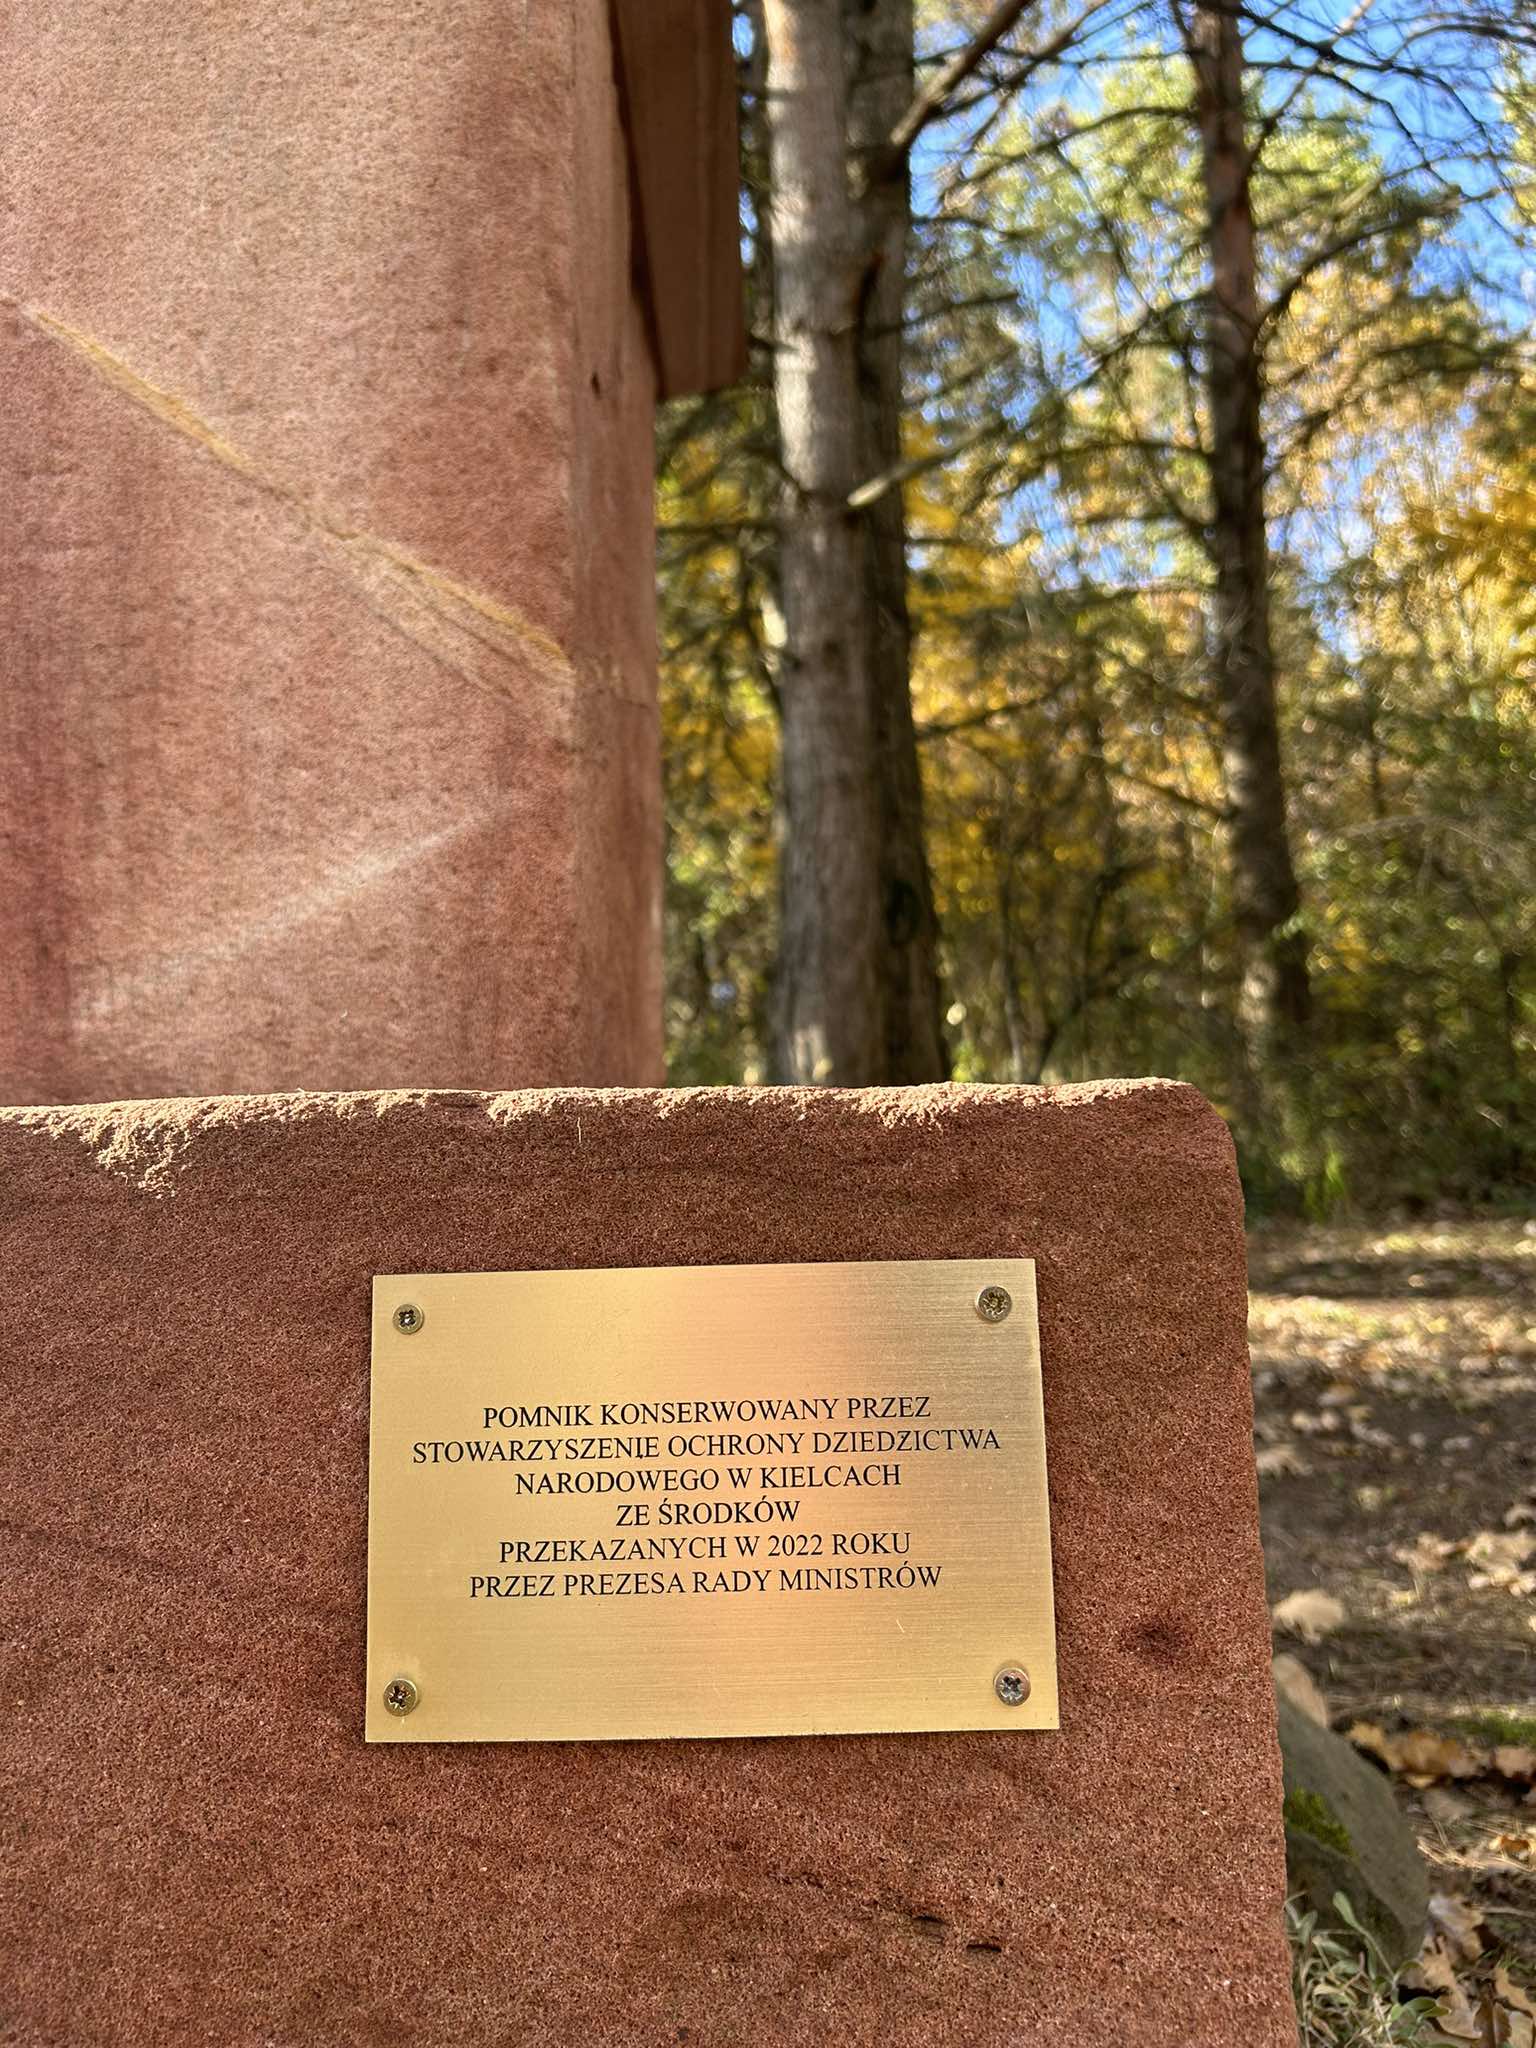 POMNIK KONSERWOWANY PRZEZ
STOWARZYSZENIE OCHRONY DZIEDZICTWA
NARODOWEGO W KIELCACH
ZE ŚRODKÓW
PRZEKAZANYCH W 2022 ROKU
PRZEZ PREZESA RADY MINISTRÓW